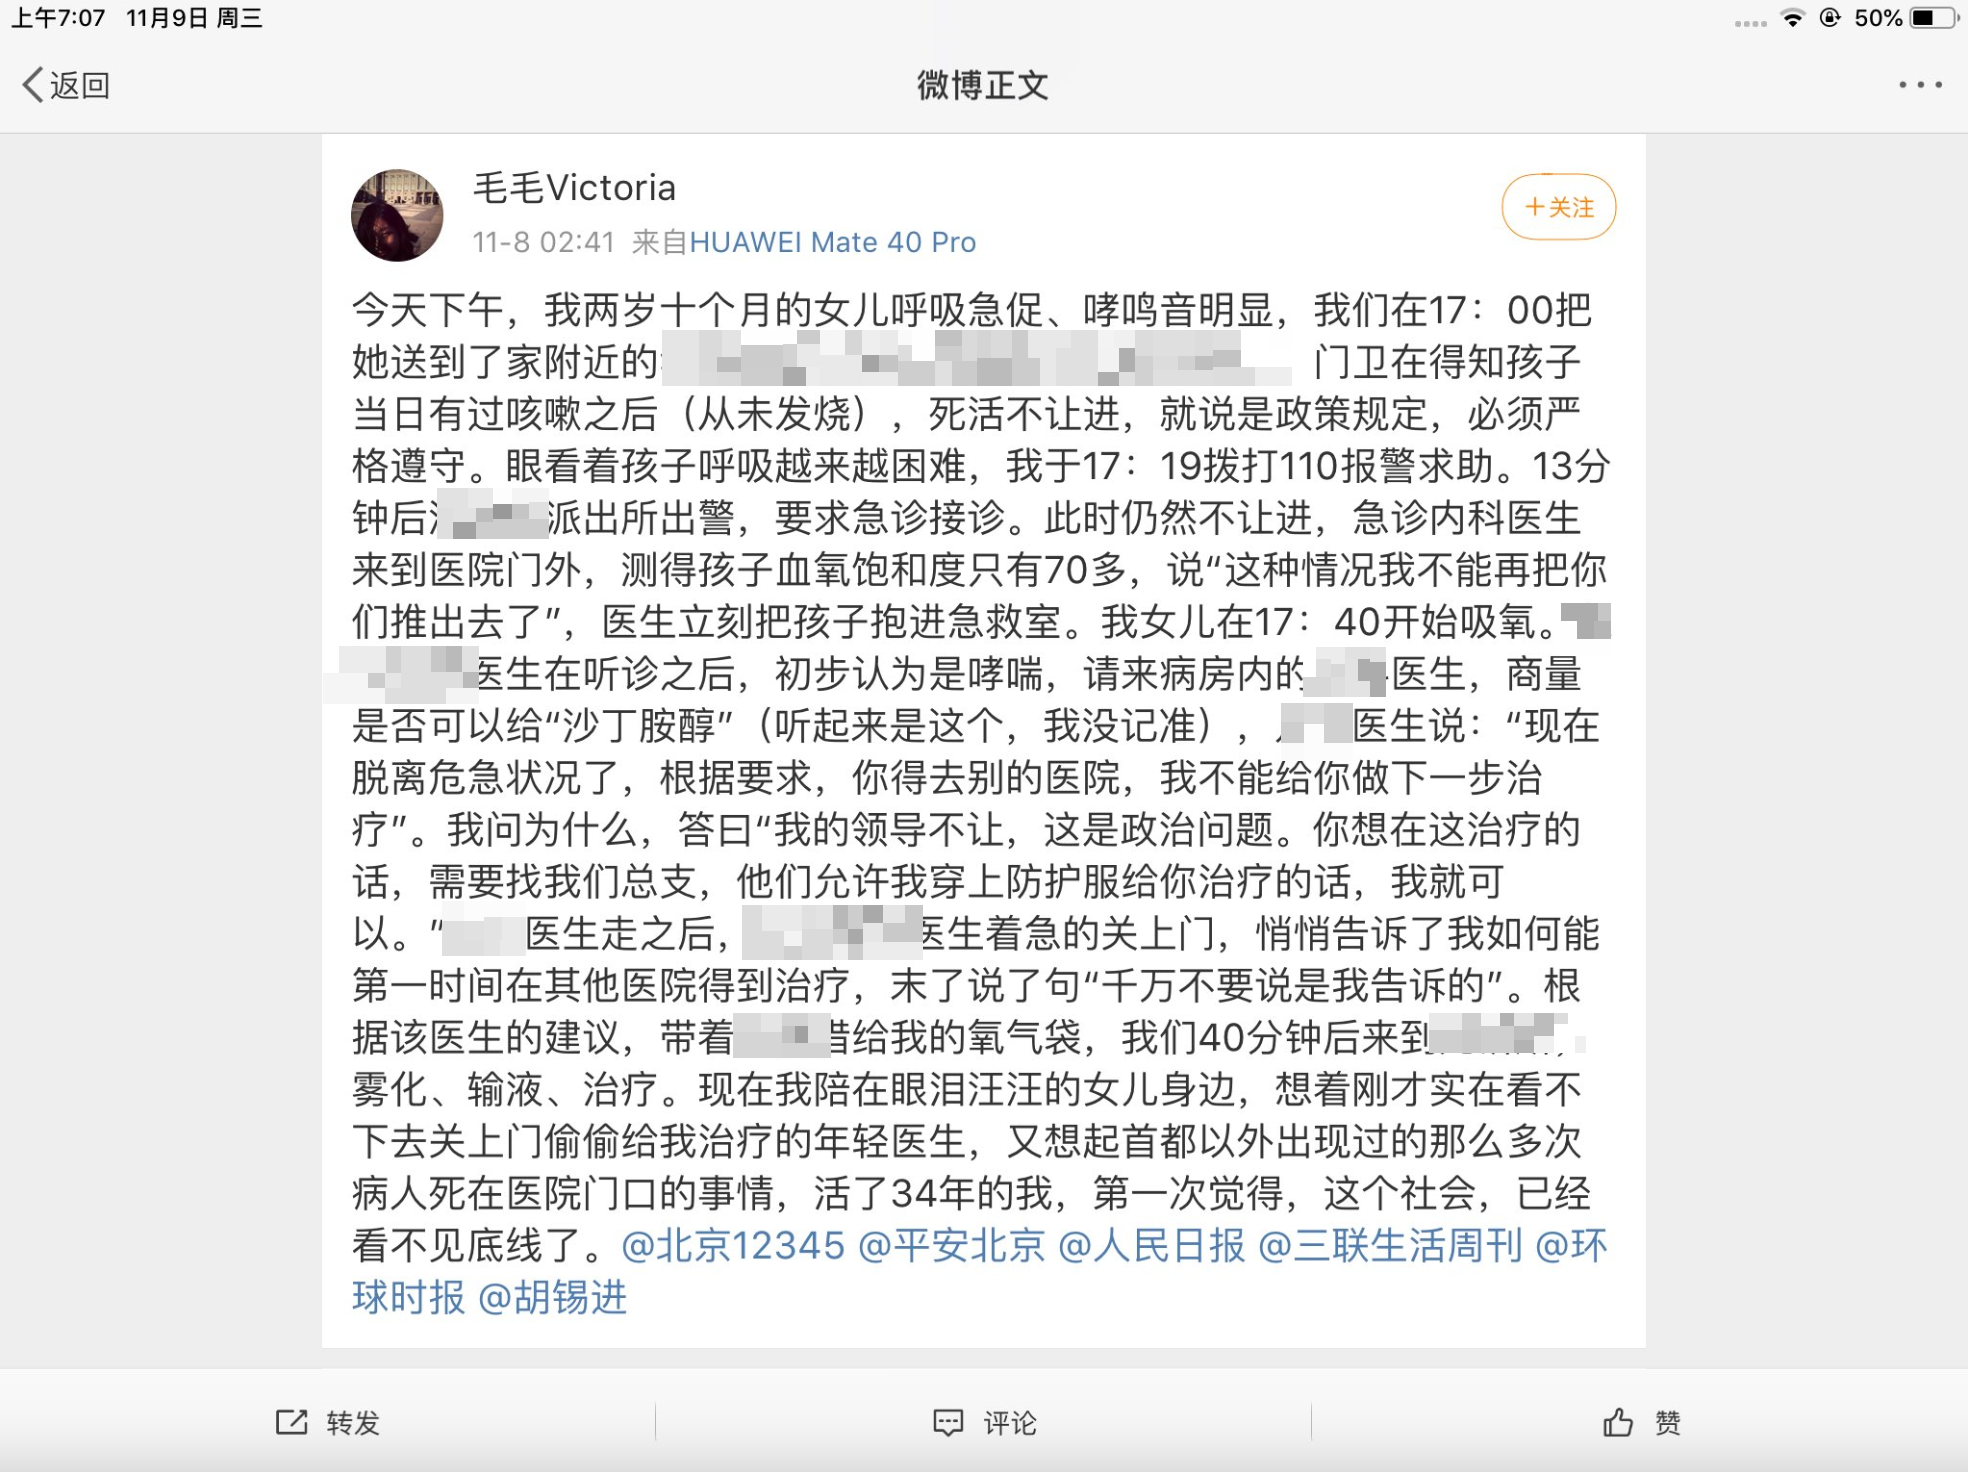 上午7:07 11月9日 周三
50%
返回
微博正文
毛毛Victoria
+关注
11-8 02:41 来自HUAWEI Mate 40 Pro
今天下午，我两岁十个月的女儿呼吸急促、哮鸣音明显，我们在17：00把
她送到了家附近的 门卫在得知孩子
当日有过咳嗽之后（从未发烧），死活不让进，就说是政策规定，必须严
格遵守。眼看着孩子呼吸越来越困难，我于17：19拨打110报警求助。13分
钟后 派出所出警，要求急诊接诊。此时仍然不让进，急诊内科医生
来到医院门外，测得孩子血氧饱和度只有70多，说“这种情况我不能再把你
们推出去了”，医生立刻把孩子抱进急救室。我女儿在17：40开始吸氧。
医生在听诊之后，初步认为是哮喘，请来病房内的 医生，商量
是否可以给“沙丁胺醇”（听起来是这个，我没记准）， 医生说：“现在
脱离危急状况了，根据要求，你得去别的医院，我不能给你做下一步治
疗”。我问为什么，答曰“我的领导不让，这是政治问题。你想在这治疗的
话，需要找我们总支，他们允许我穿上防护服给你治疗的话，我就可
以。” 医生走之后， 医生着急的关上门，悄悄告诉了我如何能
第一时间在其他医院得到治疗，末了说了句“千万不要说是我告诉的”。根
据该医生的建议，带着 借给我的氧气袋，我们40分钟后来到
雾化、输液、治疗。现在我陪在眼泪汪汪的女儿身边，想着刚才实在看不
下去关上门偷偷给我治疗的年轻医生，又想起首都以外出现过的那么多次
病人死在医院门口的事情，活了34年的我，第一次觉得，这个社会，已经
看不见底线了。@北京12345 @平安北京 @人民日报 @三联生活周刊 @环
球时报 @胡锡进
转发
评论
赞